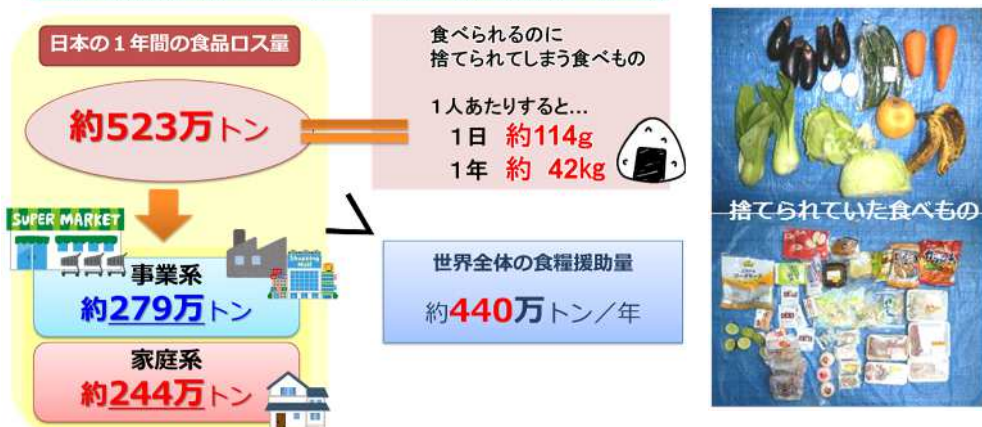 日本の１年間の食品ロス量
約523万トン
食べられるのに
捨てられてしまう食べもの
１人あたりすると…
１日 約114g
１年 約 42kg
SUPER MARKET
Shopping
Mall
事業系
約279万トン
家庭系
約244万トン
世界全体の食糧援助量
約440万トン／年
捨てられていた食べもの